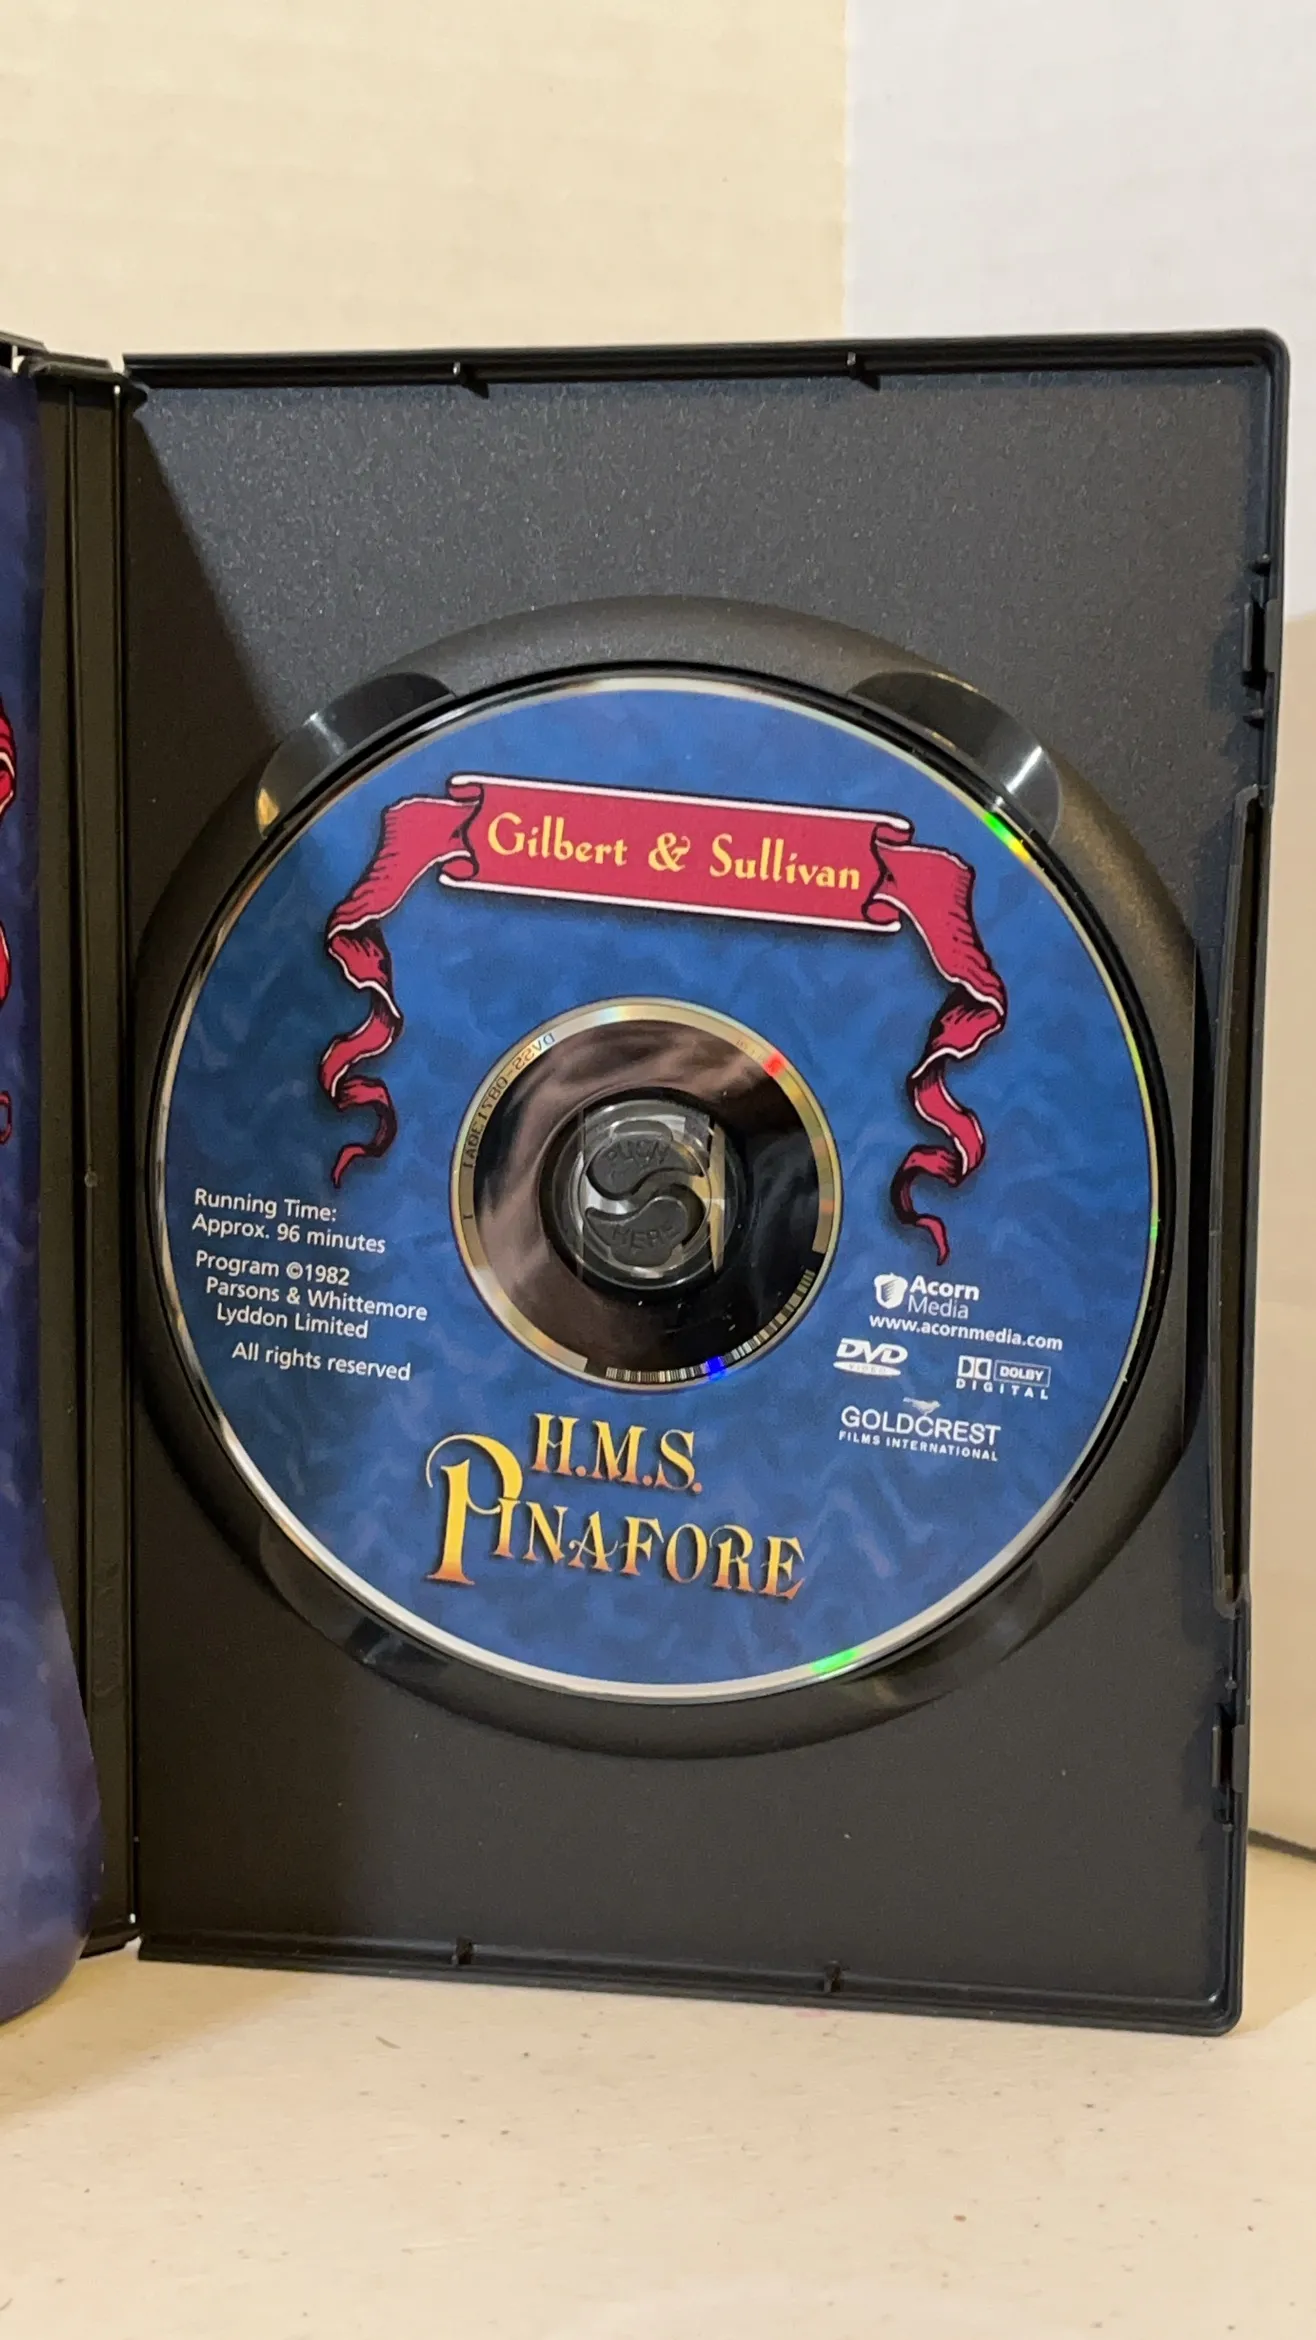 Gilbert & Sullivan
PUSH
HERE
Running Time:
Approx. 96 minutes
Program ©1982
Parsons & Whittemore
Lyddon Limited
All rights reserved
Acorn
Media
www.acornmedia.com
DVD
VIDEO
DOLBY
DIGITAL
GOLDCREST
FILMS INTERNATIONAL
H.M.S.
PINAFORE